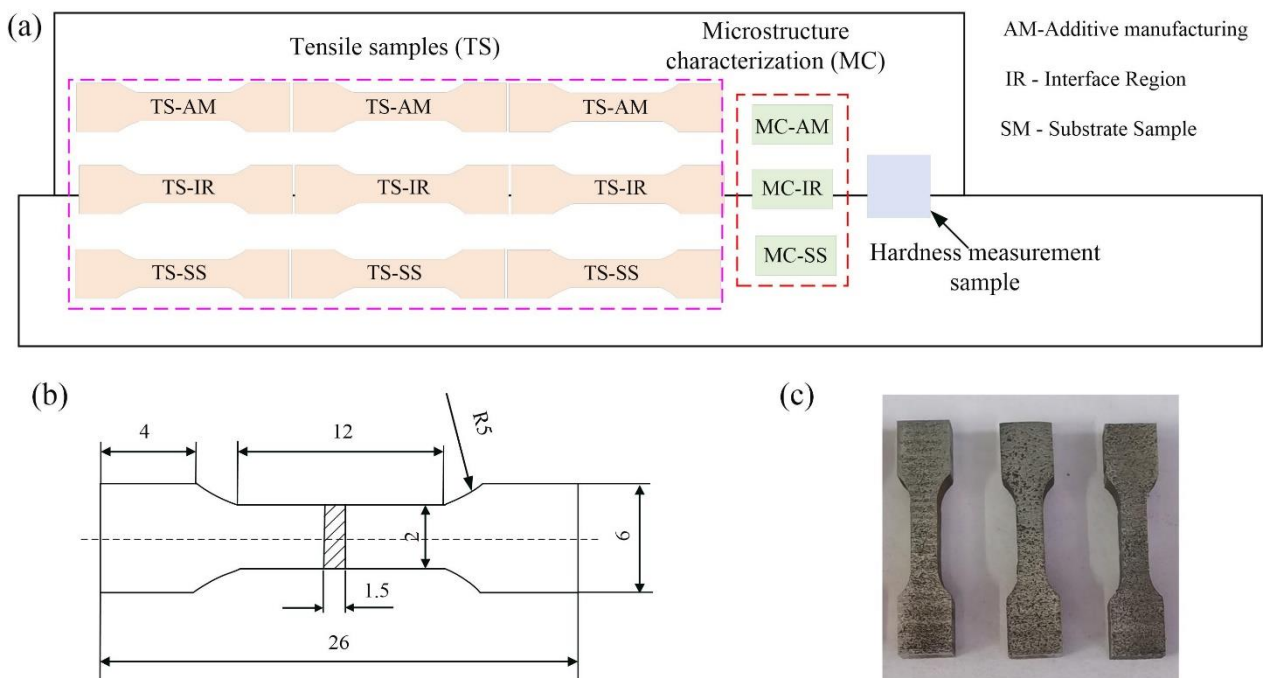 (a)
Tensile samples (TS)
Microstructure
characterization (MC)
AM-Additive manufacturing
IR - Interface Region
SM - Substrate Sample
TS-AM TS-AM TS-AM
MC-AM
TS-IR TS-IR TS-IR
MC-IR
TS-SS TS-SS TS-SS
MC-SS
Hardness measurement
sample
(b)
4
12
R5
2
6
1.5
26
(c)